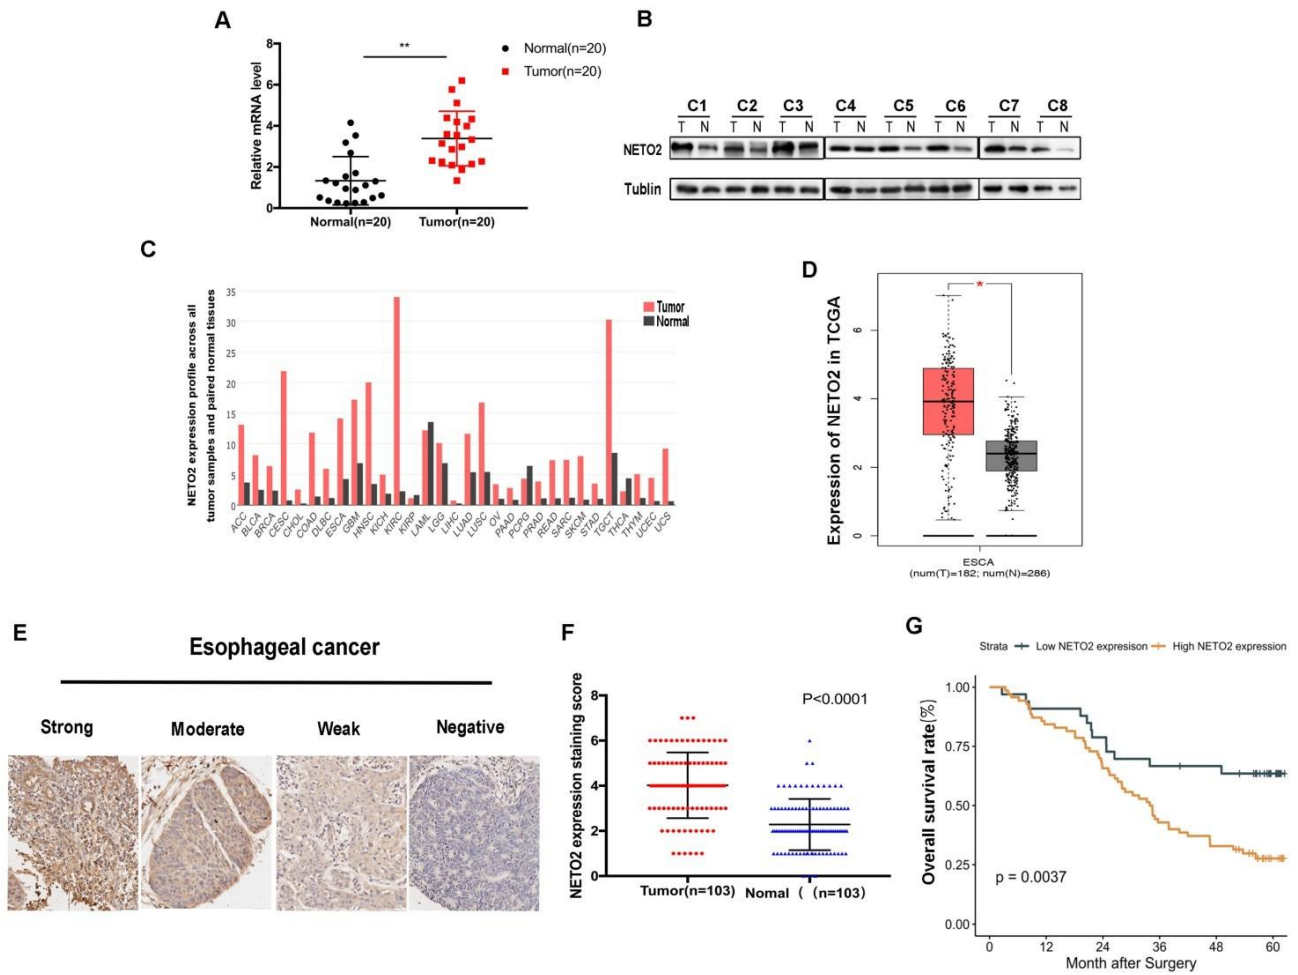 A
8
6
4
2
0
Relative mRNA level
**
Normal(n=20)
Tumor(n=20)
Normal(n=20)
Tumor(n=20)
B
C1 C2 C3 C4 C5 C6 C7 C8
T N T N T N T N T N T N T N T N
NETO2
Tublin
C
NETO2 expression profile across all
tumor samples and paired normal tissues
35
30
25
20
15
10
5
0
Tumor
Normal
ACC BLCA BRCA CESC CHOL COAD DLBC ESCA GBM HNSC KICH KIRC KIRP LAML LGG LIHC LUAD LUSC OV PAAD PCPG PRAD READ SARC SKCM STAD TGCT THCA THYM UCEC UCS
D
Expression of NETO2 in TCGA
6
4
2
0
*
ESCA
(num(T)=182; num(N)=286)
E
Esophageal cancer
Strong Moderate Weak Negative
F
NETO2 expression staining score
8
6
4
2
0
P<0.0001
Tumor(n=103) Nomal ( (n=103)
G
Strata Low NETO2 expresison High NETO2 expression
Overall survival rate(%)
1.00
0.75
0.50
0.25
0.00
p = 0.0037
0 12 24 36 48 60
Month after Surgery